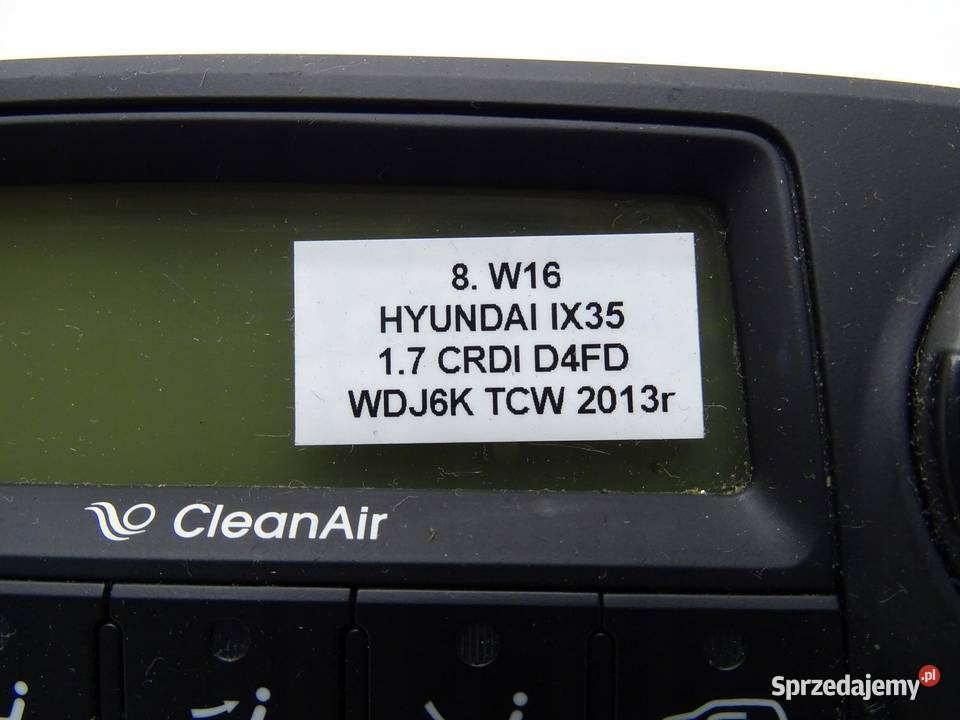 8. W16
HYUNDAI IX35
1.7 CRDI D4FD
WDJ6K TCW 2013r
CleanAir
Sprzedajemy.pl